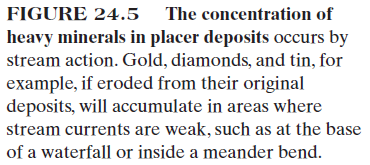 FIGURE 24.5 The concentration of
heavy minerals in placer deposits occurs by
stream action. Gold, diamonds, and tin, for
example, if eroded from their original
deposits, will accumulate in areas where
stream currents are weak, such as at the base
of a waterfall or inside a meander bend.